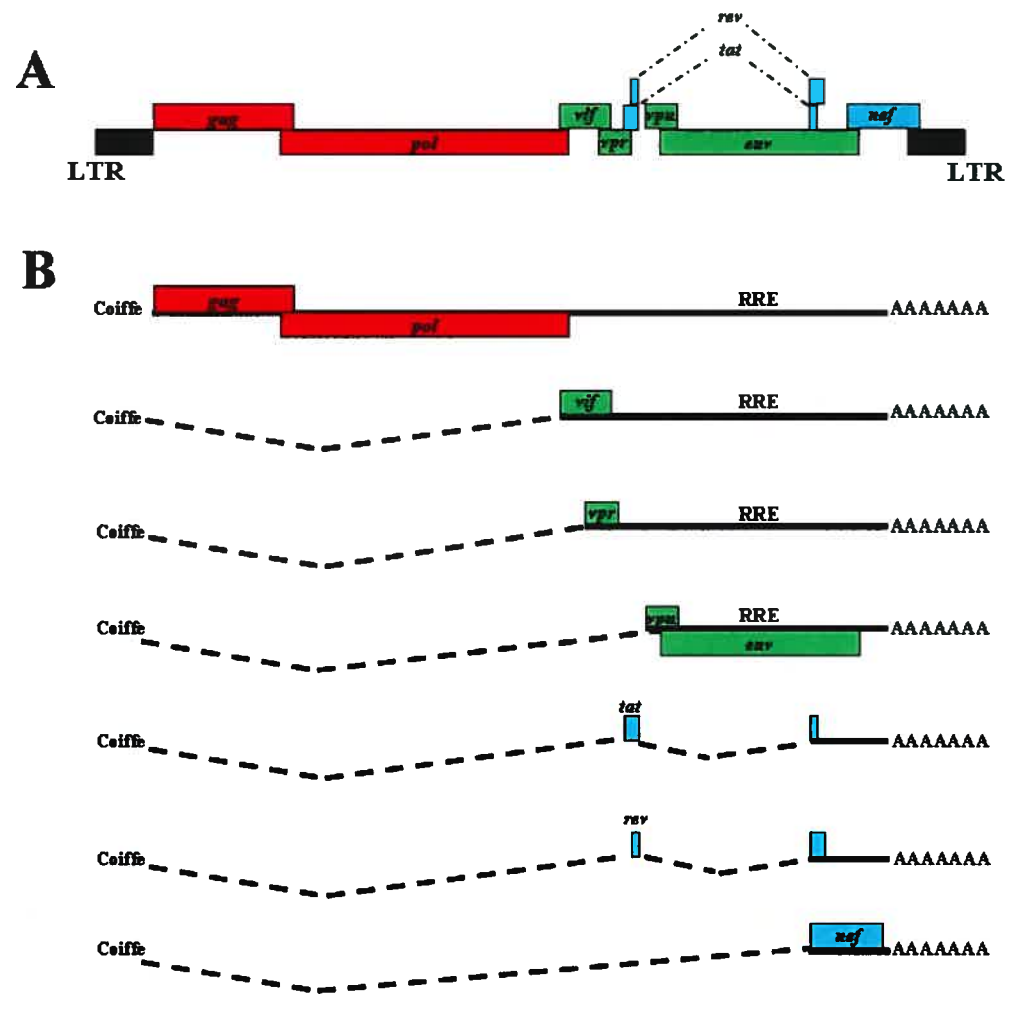 rev
A
tat
gag
vif
vpu
nef
pol
vpr
env
LTR
LTR
B
gag
RRE
Coiffe
AAAAAAA
pol
vif
RRE
Coiffe
AAAAAAA
vpr
RRE
Coiffe
AAAAAAA
vpu
RRE
Coiffe
AAAAAAA
env
tat
Coiffe
AAAAAAA
rev
Coiffe
AAAAAAA
nef
Coiffe
AAAAAAA